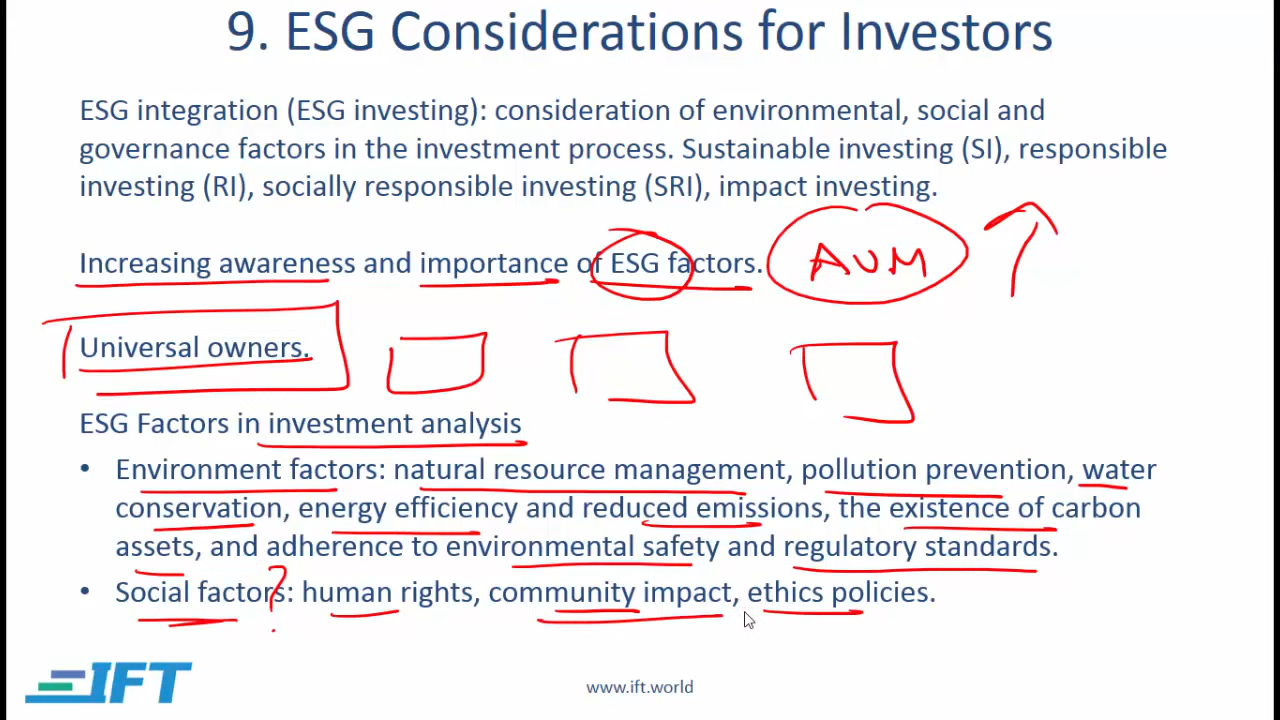 9. ESG Considerations for Investors
ESG integration (ESG investing): consideration of environmental, social and
governance factors in the investment process. Sustainable investing (SI), responsible
investing (RI), socially responsible investing (SRI), impact investing.
Increasing awareness and importance of ESG factors. AUM
Universal owners.
ESG Factors in investment analysis
• Environment factors: natural resource management, pollution prevention, water
conservation, energy efficiency and reduced emissions, the existence of carbon
assets, and adherence to environmental safety and regulatory standards.
?
• Social factors: human rights, community impact, ethics policies.
IFT
www.ift.world